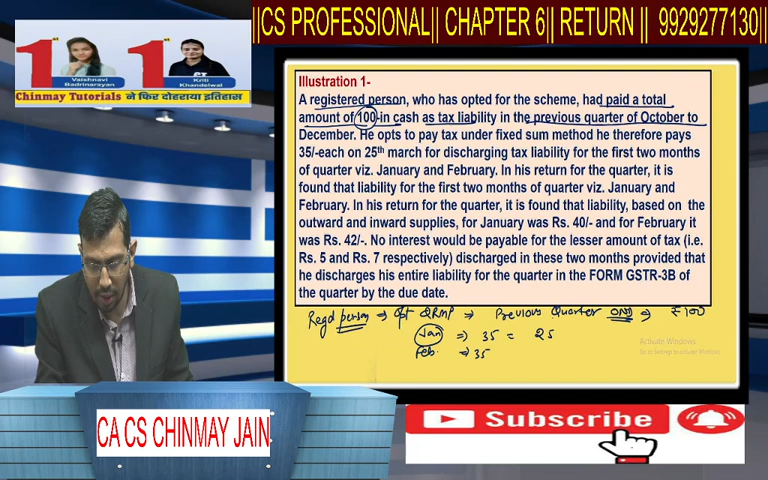 ||CS PROFESSIONAL|| CHAPTER 6|| RETURN || 9929277130||
1st
1st
Vaishnavi Badrinarayan
Kriti Khandelwal
Chinmay Tutorials ने फिर दोहराया इतिहास
Illustration 1-
A registered person, who has opted for the scheme, had paid a total
amount of 100-in cash as tax liability in the previous quarter of October to
December. He opts to pay tax under fixed sum method he therefore pays
35/-each on 25th march for discharging tax liability for the first two months
of quarter viz. January and February. In his return for the quarter, it is
found that liability for the first two months of quarter viz. January and
February. In his return for the quarter, it is found that liability, based on the
outward and inward supplies, for January was Rs. 40/- and for February it
was Rs. 42/-. No interest would be payable for the lesser amount of tax (i.e.
Rs. 5 and Rs. 7 respectively) discharged in these two months provided that
he discharges his entire liability for the quarter in the FORM GSTR-3B of
the quarter by the due date.
Regd person ⇒ Opt QRMP → Previous Quarter OND ⇒ ₹100
Jan ⇒ 35 = 25
Feb. ⇒ 35
Activate Windows
Go to Settings to activate Windows.
CA CS CHINMAY JAIN
Subscribe